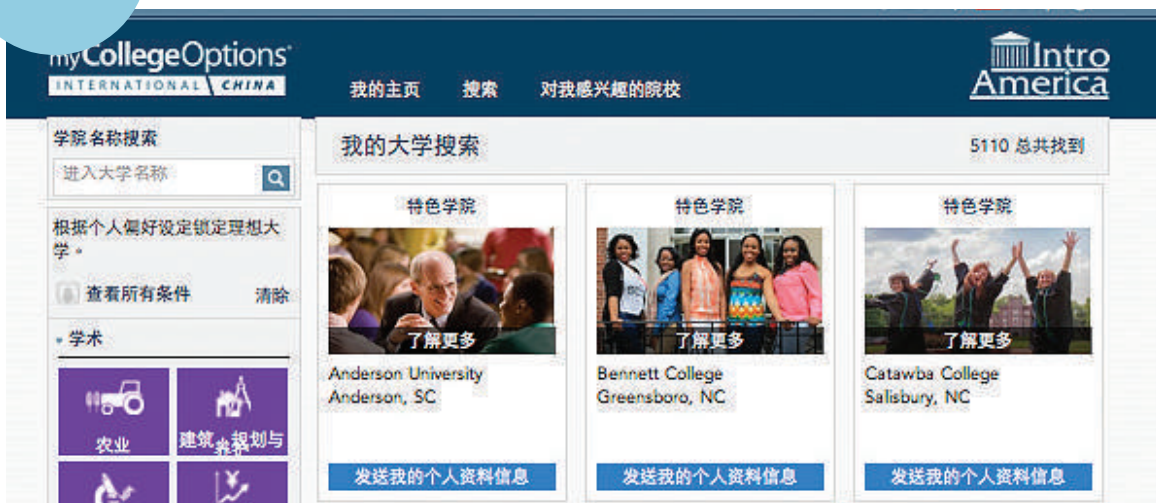 myCollegeOptions
INTERNATIONAL CHINA
我的主页 搜索 对我感兴趣的院校
Intro
America
学院名称搜索
进入大学名称
根据个人偏好设定锁定理想大
学。
查看所有条件 清除
学术
农业
建筑、规划与
我的大学搜索 5110 总共找到
特色学院
了解更多
Anderson University
Anderson, SC
发送我的个人资料信息
特色学院
了解更多
Bennett College
Greensboro, NC
发送我的个人资料信息
特色学院
了解更多
Catawba College
Salisbury, NC
发送我的个人资料信息